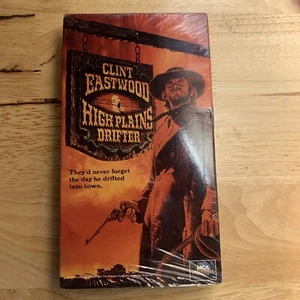 CLINT
EASTWOOD
HIGH PLAINS
DRIFTER
They'd never forget
the day he drifted
into town.
MCA